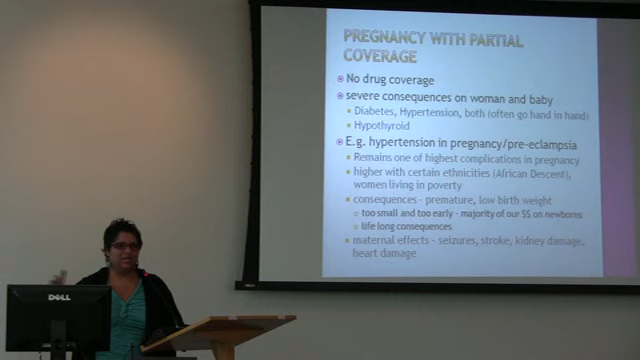 PREGNANCY WITH PARTIAL
COVERAGE
No drug coverage
severe consequences on woman and baby
Diabetes, Hypertension, both (often go hand in hand)
Hypothyroid
E.g. hypertension in pregnancy/pre-eclampsia
Remains one of highest complications in pregnancy
higher with certain ethnicities (African Descent),
women living in poverty
consequences - premature, low birth weight
too small and too early - majority of our $$ on newborns
life long consequences
maternal effects - seizures, stroke, kidney damage,
heart damage
DELL